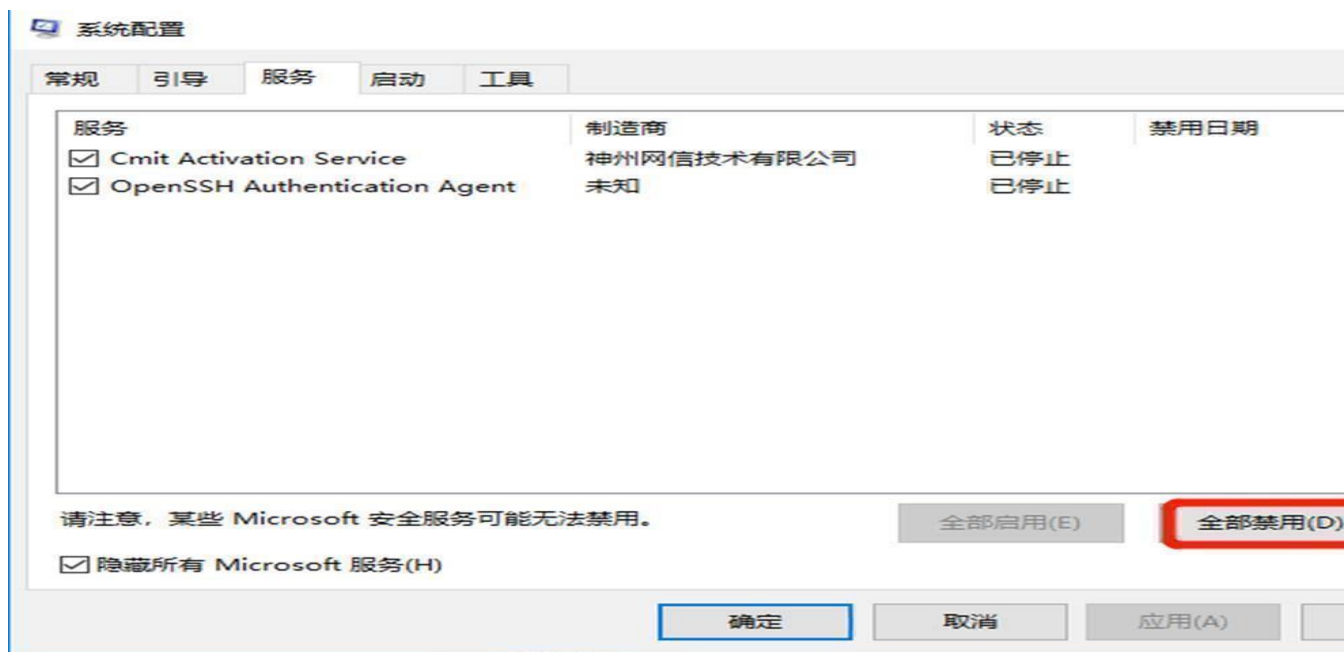 系统配置
常规 引导 服务 启动 工具
服务 制造商 状态 禁用日期
Cmit Activation Service 神州网信技术有限公司 已停止
OpenSSH Authentication Agent 未知 已停止
请注意，某些 Microsoft 安全服务可能无法禁用。
全部启用(E) 全部禁用(D)
隐藏所有 Microsoft 服务(H)
确定 取消 应用(A)